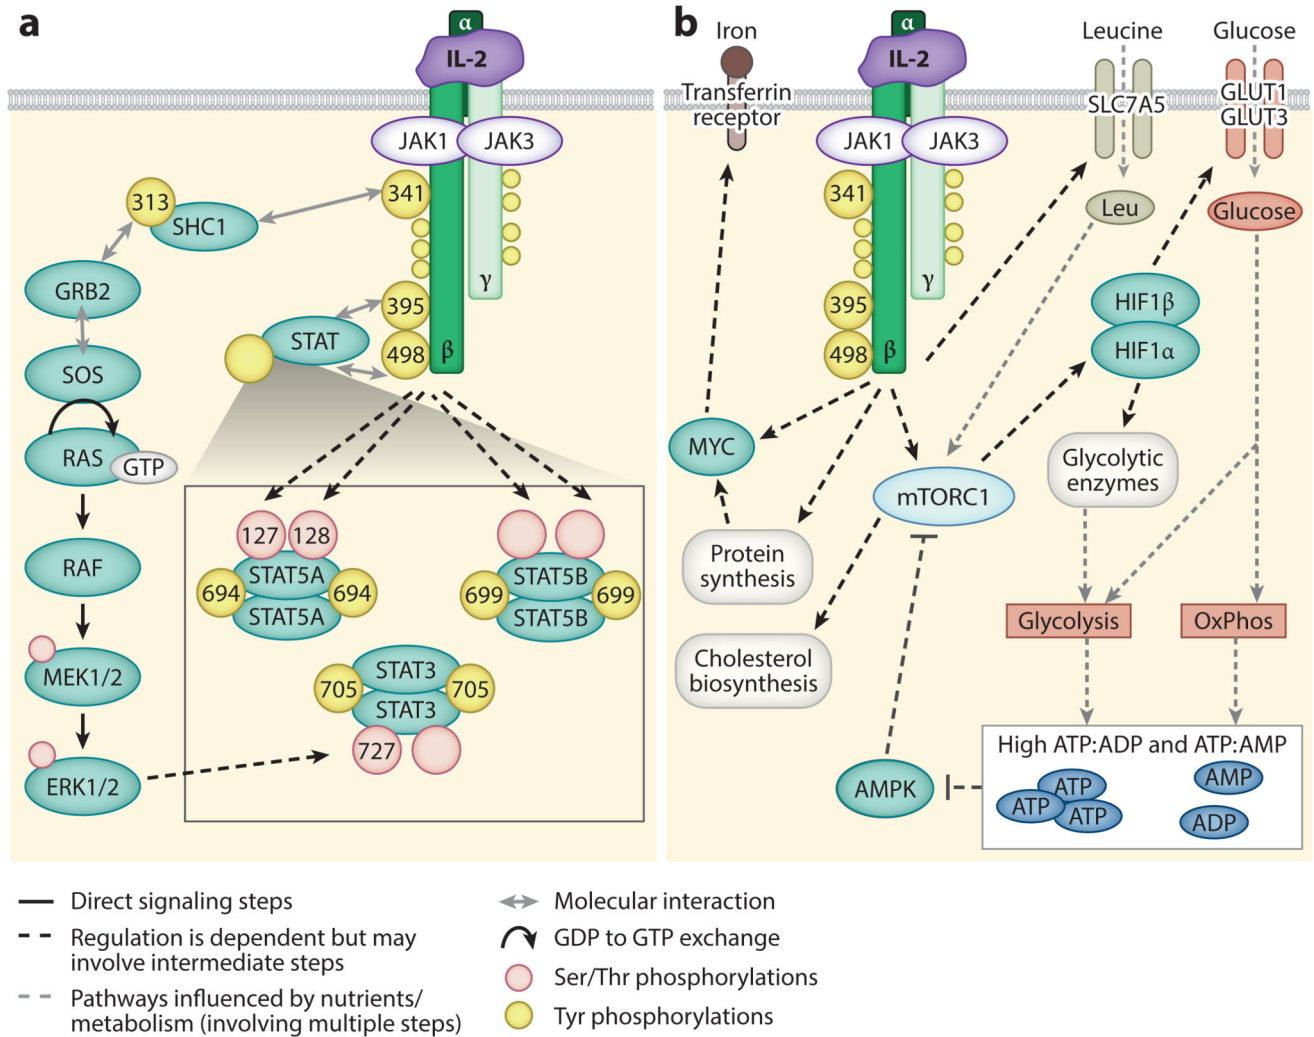 a
α
IL-2
JAK1
JAK3
341
313
SHC1
GRB2
γ
395
STAT
498
β
SOS
RAS
GTP
127
128
STAT5A
694
694
STAT5A
STAT5B
699
699
STAT5B
RAF
MEK1/2
STAT3
705
705
STAT3
727
ERK1/2
b
Iron
Transferrin
receptor
α
IL-2
JAK1
JAK3
341
γ
395
498
β
Leucine
SLC7A5
Leu
Glucose
GLUT1
GLUT3
Glucose
HIF1β
HIF1α
MYC
mTORC1
Glycolytic
enzymes
Protein
synthesis
Cholesterol
biosynthesis
Glycolysis
OxPhos
AMPK
High ATP:ADP and ATP:AMP
ATP
ATP
ATP
AMP
ADP
Direct signaling steps
Regulation is dependent but may
involve intermediate steps
Pathways influenced by nutrients/
metabolism (involving multiple steps)
Molecular interaction
GDP to GTP exchange
Ser/Thr phosphorylations
Tyr phosphorylations